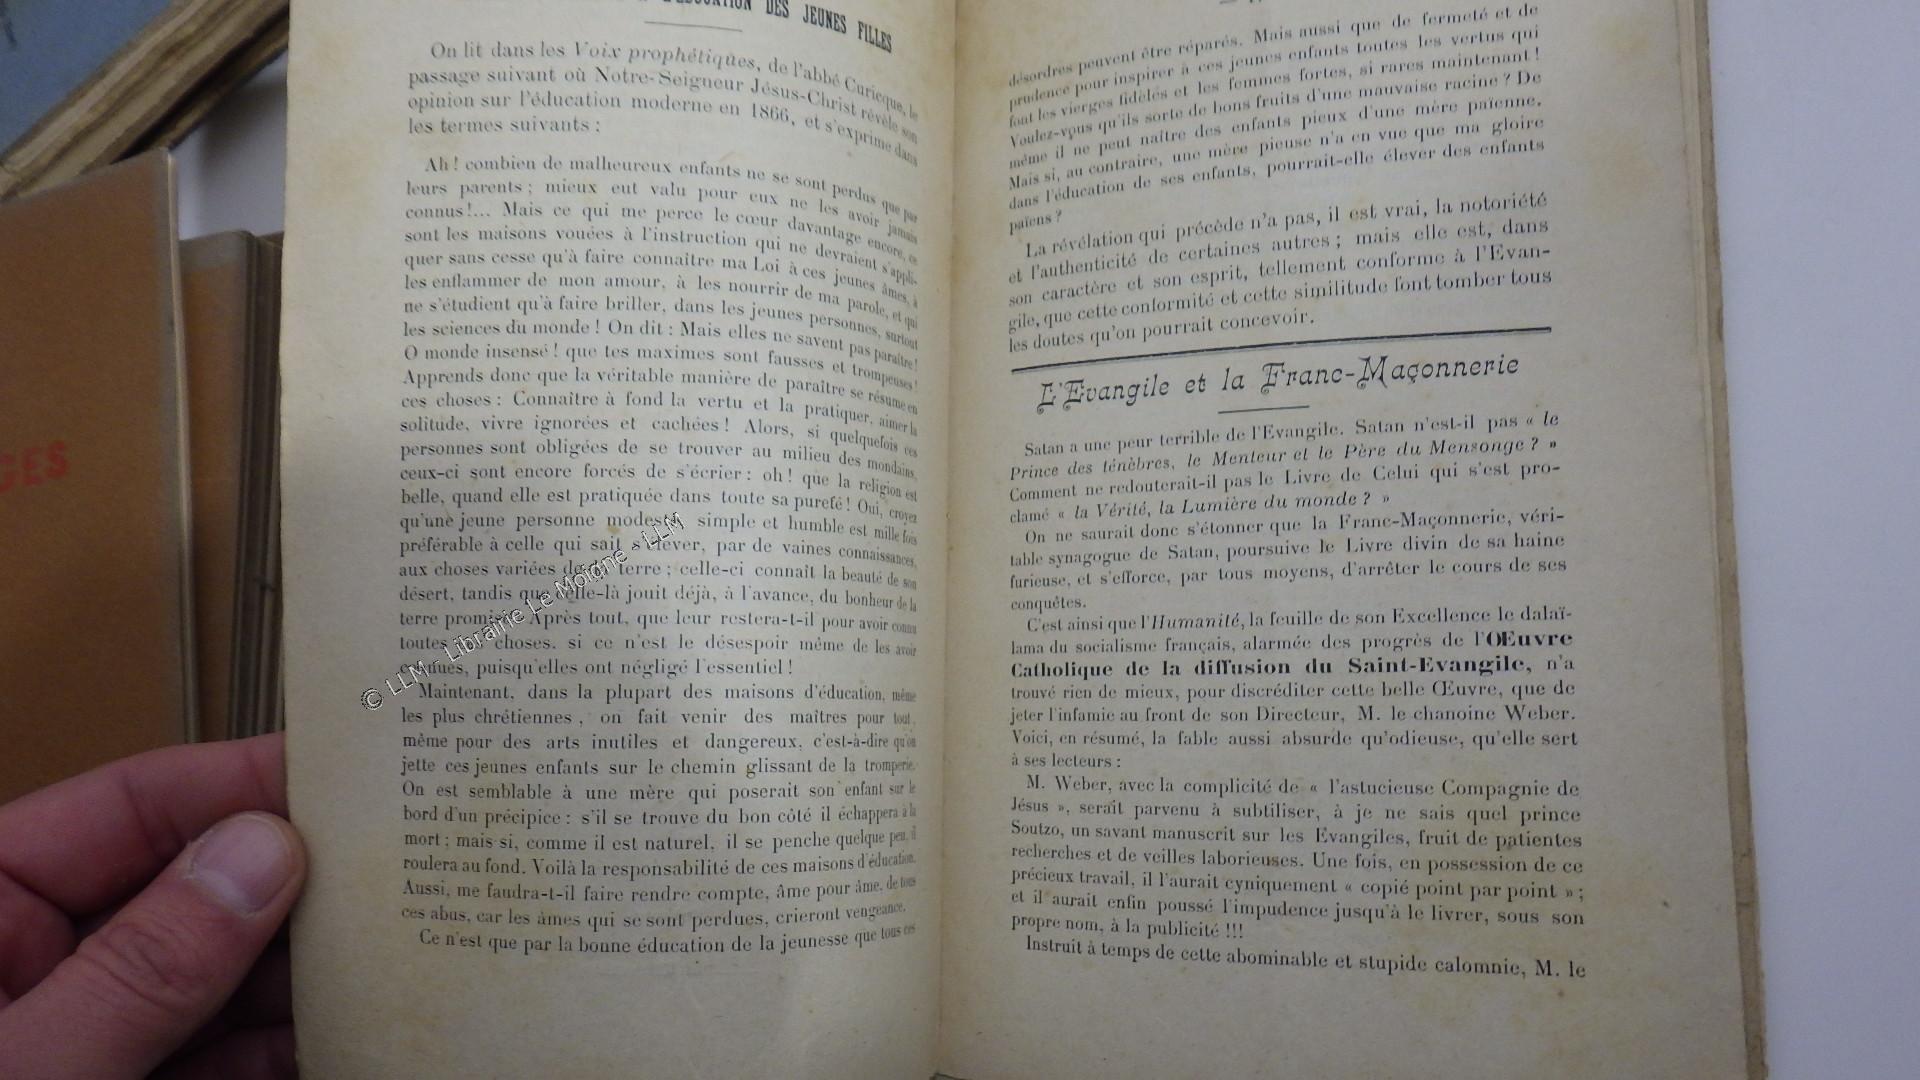 L'ÉDUCATION DES JEUNES FILLES
On lit dans les Voix prophétiques, de l'abbé Curicque, le
passage suivant où Notre-Seigneur Jésus-Christ révèle son
opinion sur l'éducation moderne en 1866, et s'exprime dans
les termes suivants :
Ah ! combien de malheureux enfants ne se sont perdus que par
leurs parents ; mieux eut valu pour eux ne les avoir jamais
connus !... Mais ce qui me perce le cœur davantage encore, ce
sont les maisons vouées à l'instruction qui ne devraient s'appli-
quer sans cesse qu'à faire connaître ma Loi à ces jeunes âmes, à
les enflammer de mon amour, à les nourrir de ma parole, et qui
ne s'étudient qu'à faire briller, dans les jeunes personnes, surtout
les sciences du monde ! On dit : Mais elles ne savent pas paraître !
O monde insensé ! que tes maximes sont fausses et trompeuses !
Apprends donc que la véritable manière de paraître se résume en
ces choses : Connaître à fond la vertu et la pratiquer, aimer la
solitude, vivre ignorées et cachées ! Alors, si quelquefois ces
personnes sont obligées de se trouver au milieu des mondains,
ceux-ci sont encore forcés de s'écrier : oh ! que la religion est
belle, quand elle est pratiquée dans toute sa pureté ! Oui, croyez
qu'une jeune personne modeste, simple et humble est mille fois
préférable à celle qui sait s'élever, par de vaines connaissances,
aux choses variées de la terre ; celle-ci connaît la beauté de son
désert, tandis que celle-là jouit déjà, à l'avance, du bonheur de la
terre promise. Après tout, que leur restera-t-il pour avoir connu
toutes ces choses. si ce n'est le désespoir même de les avoir
connues, puisqu'elles ont négligé l'essentiel !
Maintenant, dans la plupart des maisons d'éducation, même
les plus chrétiennes, on fait venir des maîtres pour tout,
même pour des arts inutiles et dangereux, c'est-à-dire qu'on
jette ces jeunes enfants sur le chemin glissant de la tromperie.
On est semblable à une mère qui poserait son enfant sur le
bord d'un précipice : s'il se trouve du bon côté il échappera à la
mort ; mais si, comme il est naturel, il se penche quelque peu, il
roulera au fond. Voilà la responsabilité de ces maisons d'éducation.
Aussi, me faudra-t-il faire rendre compte, âme pour âme, de tous
ces abus, car les âmes qui se sont perdues, crieront vengeance.
Ce n'est que par la bonne éducation de la jeunesse que tous ces
désordres peuvent être réparés. Mais aussi que de fermeté et de
prudence pour inspirer à ces jeunes enfants toutes les vertus qui
font les vierges fidèles et les femmes fortes, si rares maintenant !
Voulez-vous qu'ils sorte de bons fruits d'une mauvaise racine ? De
même il ne peut naître des enfants pieux d'une mère païenne.
Mais si, au contraire, une mère pieuse n'a en vue que ma gloire
dans l'éducation de ses enfants, pourrait-elle élever des enfants
païens ?
La révélation qui précède n'a pas, il est vrai, la notoriété
et l'authenticité de certaines autres ; mais elle est, dans
son caractère et son esprit, tellement conforme à l'Evan-
gile, que cette conformité et cette similitude font tomber tous
les doutes qu'on pourrait concevoir.
L'Evangile et la Franc-Maçonnerie
Satan a une peur terrible de l'Evangile. Satan n'est-il pas « le
Prince des ténèbres, le Menteur et le Père du Mensonge ? »
Comment ne redouterait-il pas le Livre de Celui qui s'est pro-
clamé « la Vérité, la Lumière du monde ? »
On ne saurait donc s'étonner que la Franc-Maçonnerie, véri-
table synagogue de Satan, poursuive le Livre divin de sa haine
furieuse, et s'efforce, par tous moyens, d'arrêter le cours de ses
conquêtes.
C'est ainsi que l'Humanité, la feuille de son Excellence le dalaï-
lama du socialisme français, alarmée des progrès de l'Œuvre
Catholique de la diffusion du Saint-Evangile, n'a
trouvé rien de mieux, pour discréditer cette belle Œuvre, que de
jeter l'infamie au front de son Directeur, M. le chanoine Weber.
Voici, en résumé, la fable aussi absurde qu'odieuse, qu'elle sert
à ses lecteurs :
M. Weber, avec la complicité de « l'astucieuse Compagnie de
Jésus », serait parvenu à subtiliser, à je ne sais quel prince
Soutzo, un savant manuscrit sur les Evangiles, fruit de patientes
recherches et de veilles laborieuses. Une fois, en possession de ce
précieux travail, il l'aurait cyniquement « copié point par point » ;
et il aurait enfin poussé l'impudence jusqu'à le livrer, sous son
propre nom, à la publicité !!!
Instruit à temps de cette abominable et stupide calomnie, M. le
CES
© LLM - Librairie Le Moigne - LLM